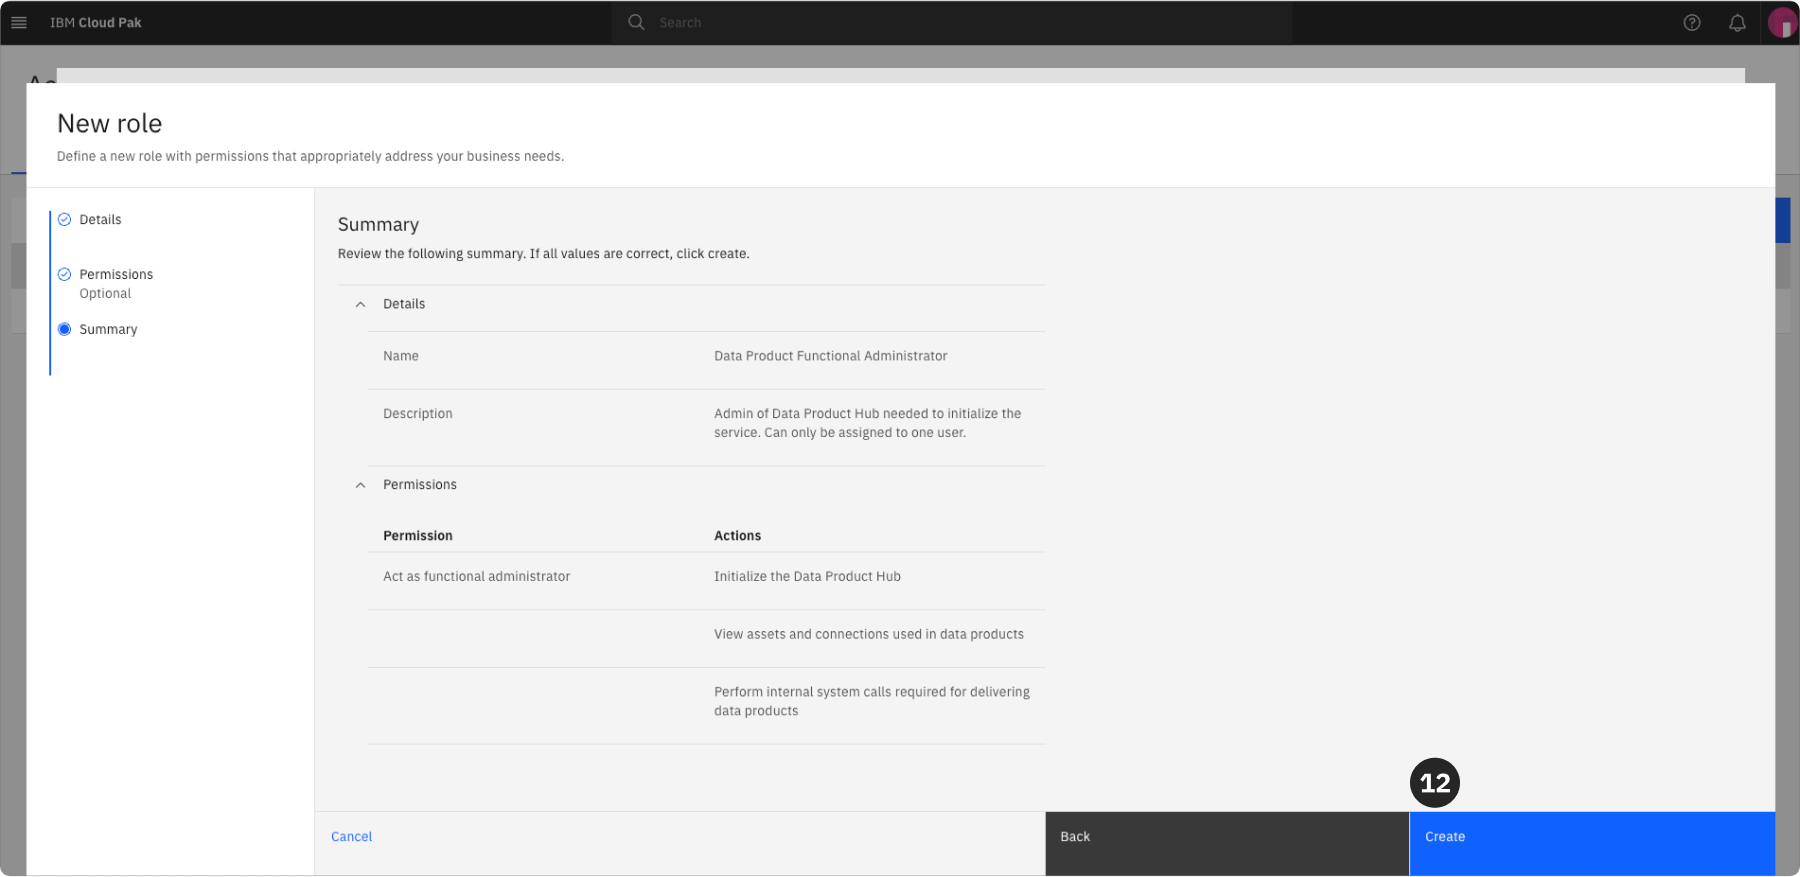 IBM Cloud Pak
Search
New role
Define a new role with permissions that appropriately address your business needs.
Details
Permissions
Optional
Summary
Summary
Review the following summary. If all values are correct, click create.
Details
Name Data Product Functional Administrator
Description Admin of Data Product Hub needed to initialize the
service. Can only be assigned to one user.
Permissions
Permission Actions
Act as functional administrator Initialize the Data Product Hub
View assets and connections used in data products
Perform internal system calls required for delivering
data products
12
Cancel Back Create